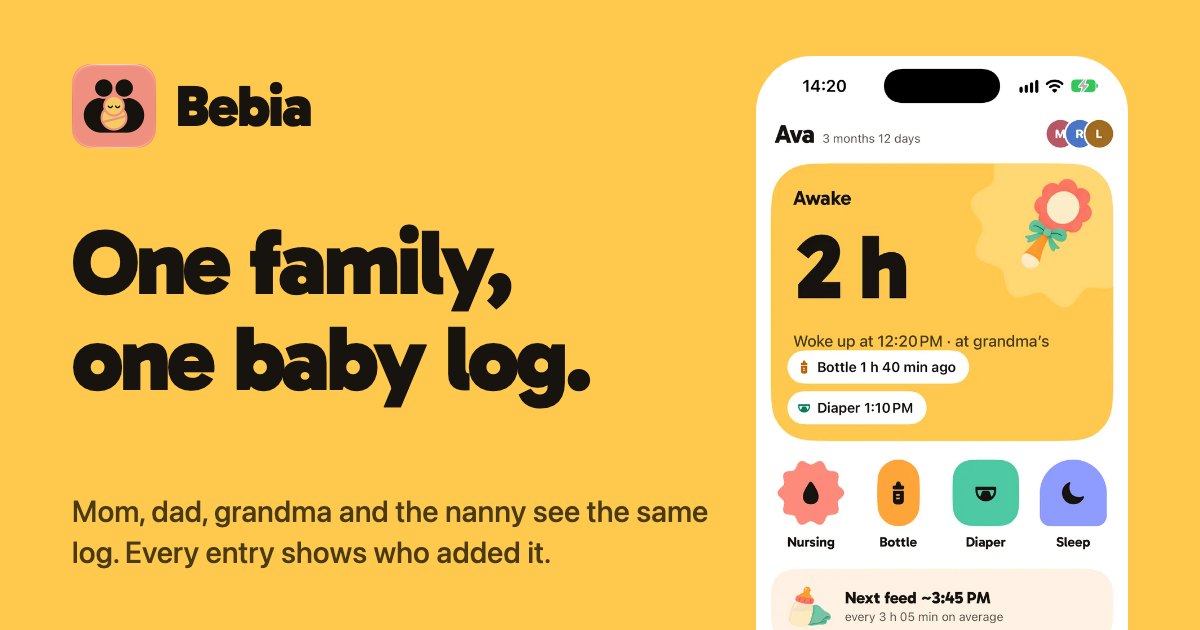 Bebia
One family,
one baby log.
Mom, dad, grandma and the nanny see the same
log. Every entry shows who added it.
14:20
Ava 3 months 12 days
M R L
Awake
2 h
Woke up at 12:20 PM · at grandma’s
Bottle 1 h 40 min ago
Diaper 1:10 PM
Nursing Bottle Diaper Sleep
Next feed ~3:45 PM
every 3 h 05 min on average